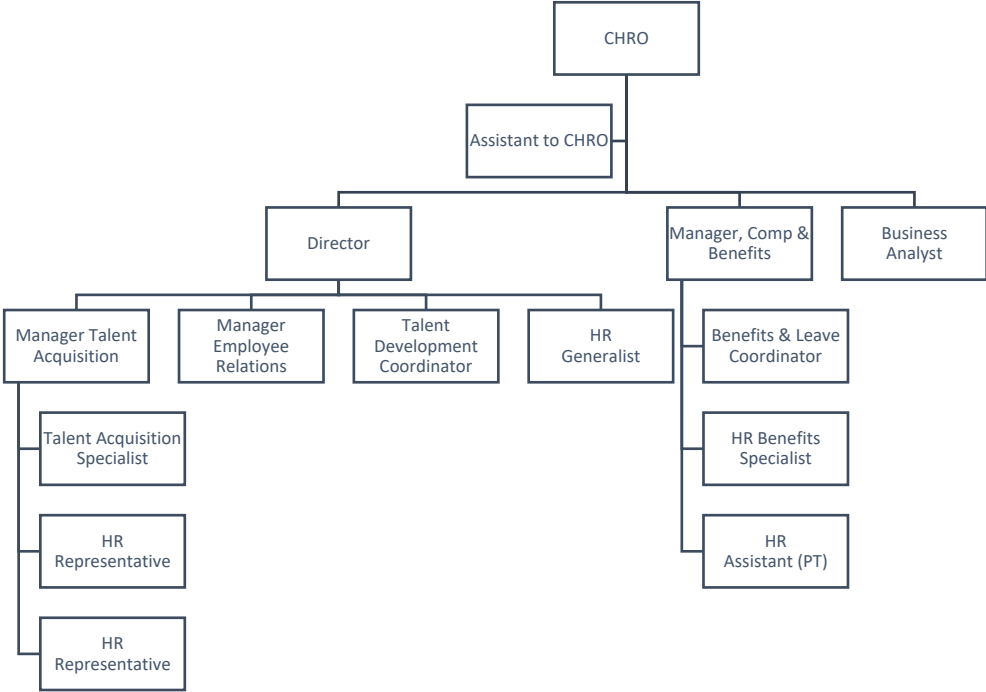 CHRO
Assistant to CHRO
Director
Manager, Comp &
Benefits
Business
Analyst
Manager Talent
Acquisition
Manager
Employee
Relations
Talent
Development
Coordinator
HR
Generalist
Benefits & Leave
Coordinator
Talent Acquisition
Specialist
HR Benefits
Specialist
HR
Representative
HR
Assistant (PT)
HR
Representative